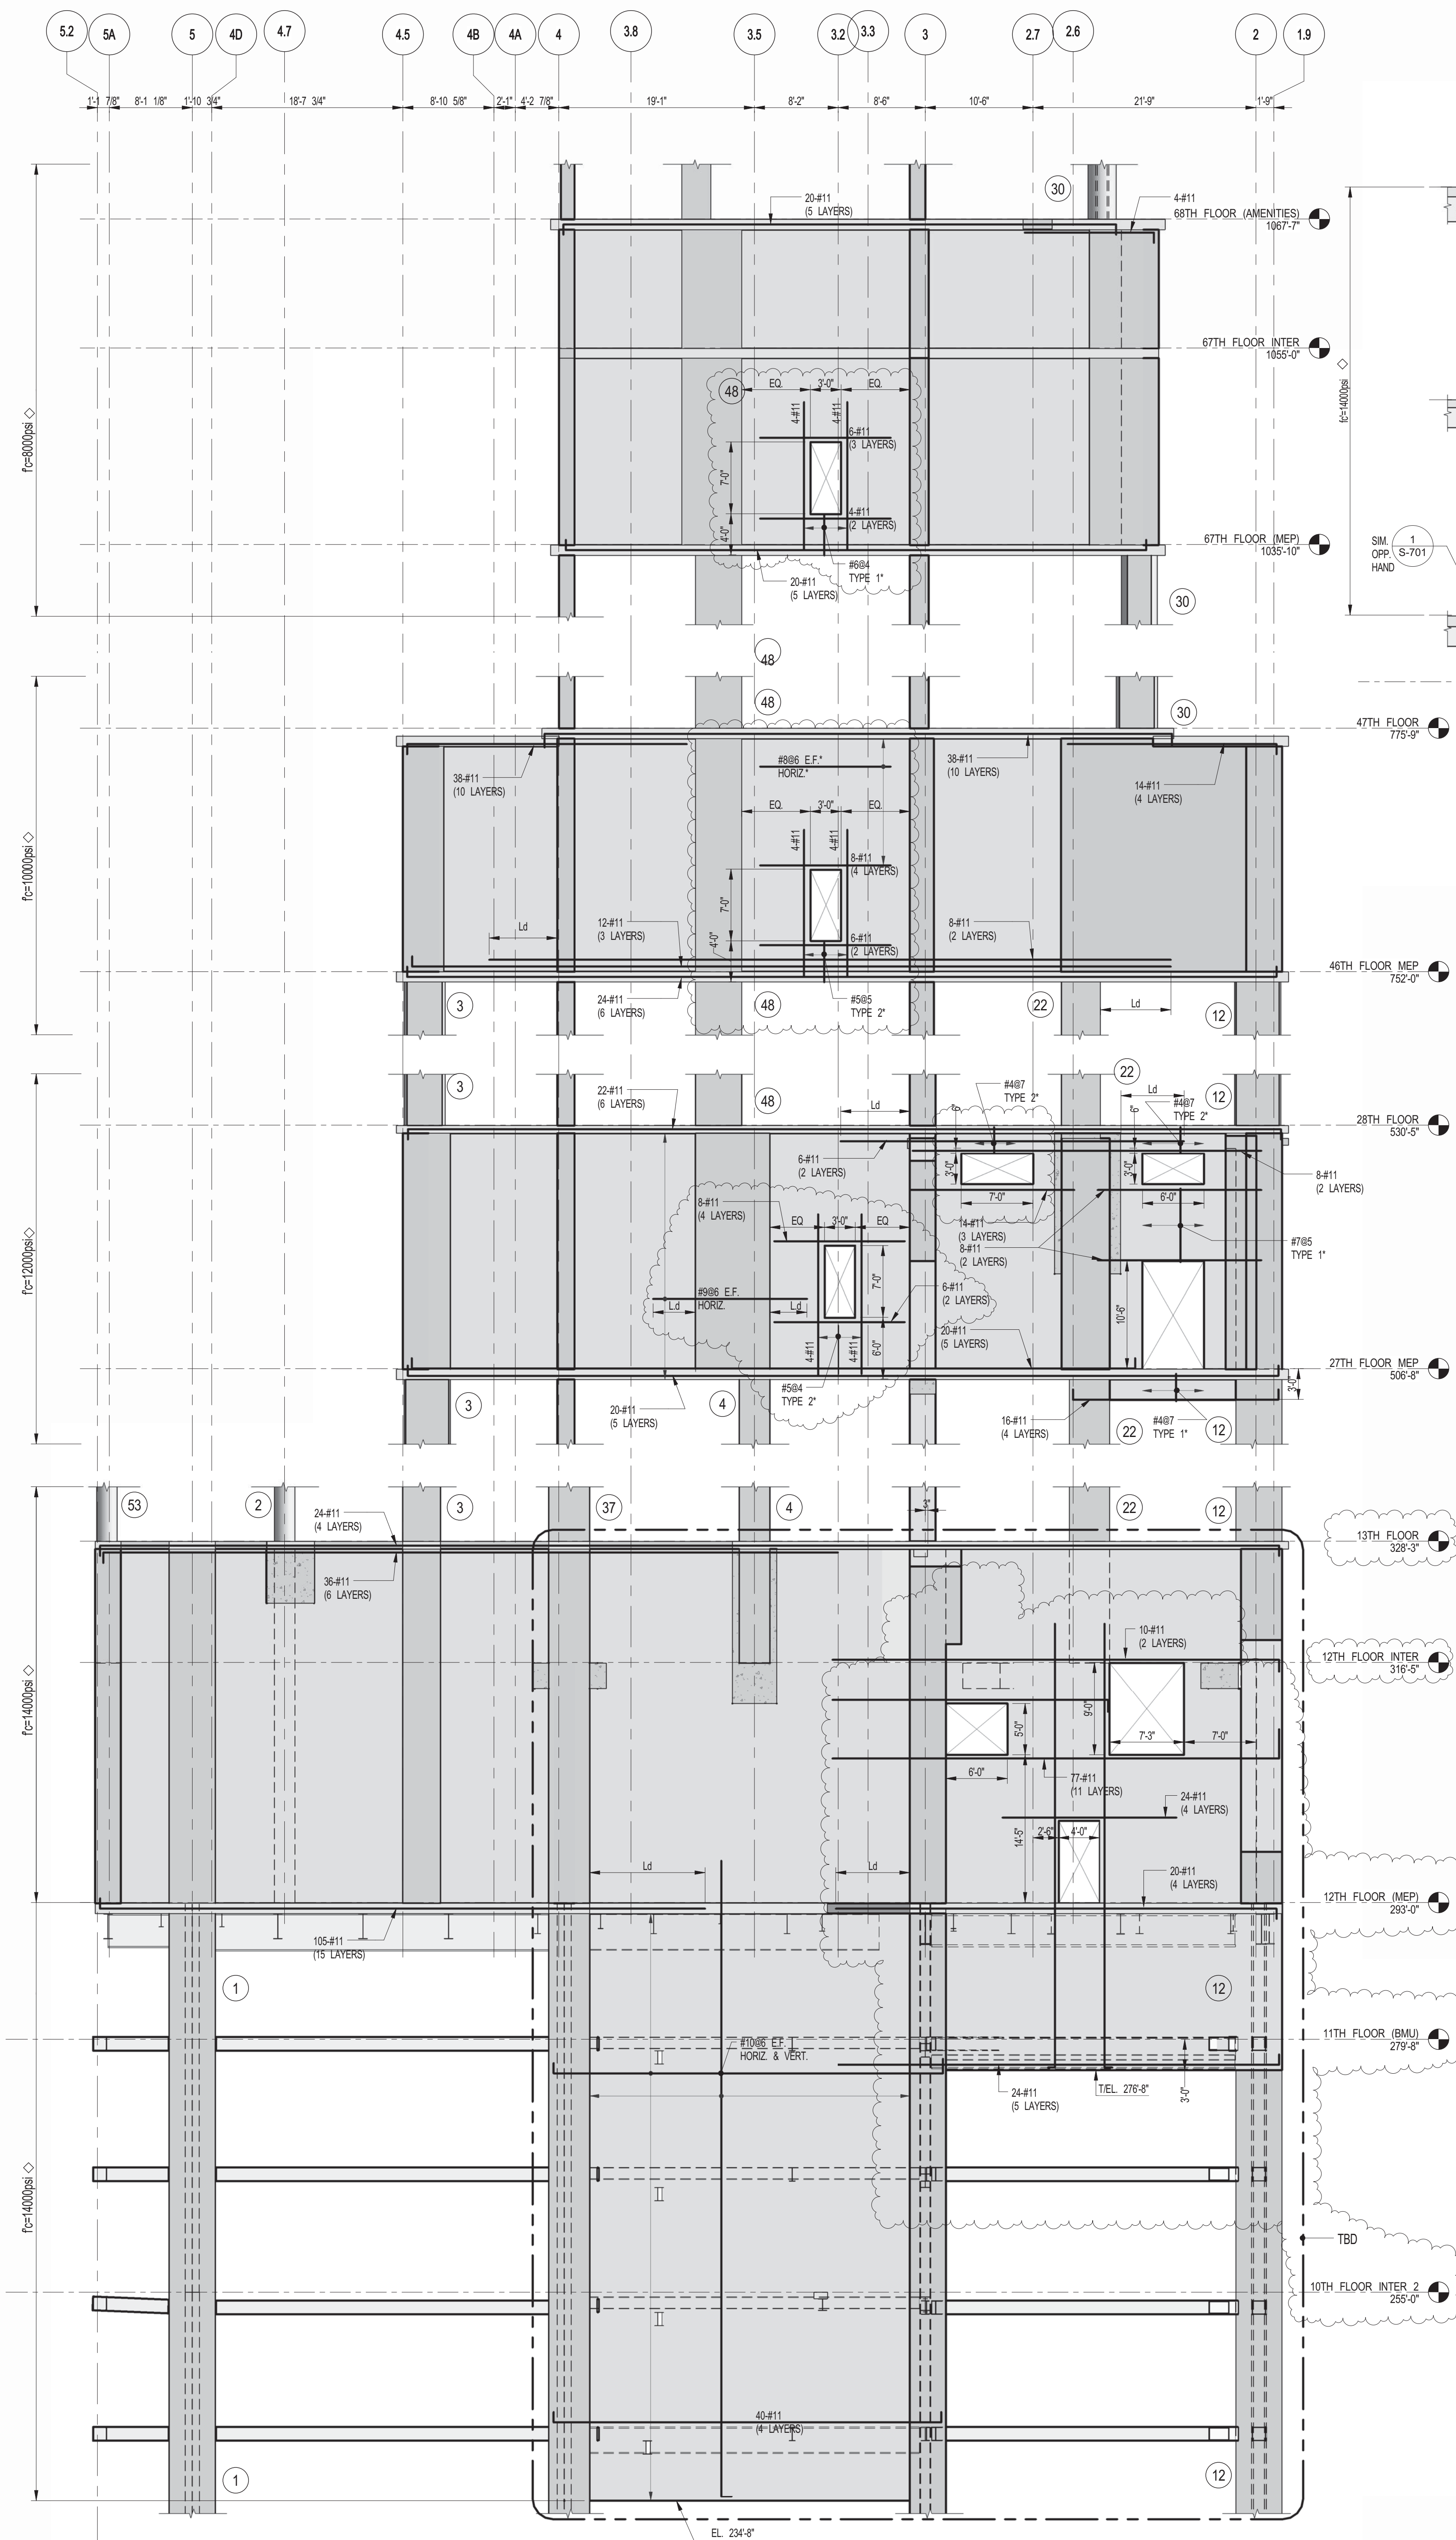 5.2
5A
5
4D
4.7
4.5
4B
4A
4
3.8
3.5
3.2
3.3
3
2.7
2.6
2
1.9
1'-1 7/8"
8'-1 1/8"
1'-10 3/4"
18'-7 3/4"
8'-10 5/8"
2'-1"
4'-2 7/8"
19'-1"
8'-2"
8'-6"
10'-6"
21'-9"
1'-9"
20-#11
(5 LAYERS)
30
4-#11
68TH FLOOR (AMENITIES)
1067'-7"
67TH FLOOR INTER
1055'-0"
f'c=8000psi ◇
fc'=14000psi ◇
48
EQ.
3'-0"
EQ.
4-#11
4-#11
6-#11
(3 LAYERS)
7'-0"
4-#11
(2 LAYERS)
4'-0"
67TH FLOOR (MEP)
1035'-10"
#6@4
TYPE 1"
20-#11
(5 LAYERS)
SIM.
OPP.
HAND
1
S-701
30
48
48
30
47TH FLOOR
775'-9"
f'c=10000psi ◇
38-#11
(10 LAYERS)
#8@6 E.F.*
HORIZ.*
38-#11
(10 LAYERS)
14-#11
(4 LAYERS)
EQ.
3'-0"
EQ.
4-#11
4-#11
8-#11
(4 LAYERS)
7'-0"
Ld
12-#11
(3 LAYERS)
4'-0"
6-#11
(2 LAYERS)
8-#11
(2 LAYERS)
46TH FLOOR MEP
752'-0"
3
24-#11
(6 LAYERS)
48
#5@5
TYPE 2"
22
Ld
12
f'c=12000psi◇
3
22-#11
(6 LAYERS)
48
Ld
#4@7
TYPE 2"
22
Ld
#4@7
TYPE 2"
12
28TH FLOOR
530'-5"
6"
6"
6-#11
(2 LAYERS)
3'-0"
7'-0"
3'-0"
6'-0"
8-#11
(2 LAYERS)
8-#11
(4 LAYERS)
EQ
3'-0"
EQ
14-#11
(3 LAYERS)
8-#11
(2 LAYERS)
#7@5
TYPE 1"
7'-0"
#9@6 E.F.
HORIZ.
L.d
L.d
6-#11
(2 LAYERS)
10'-6"
4-#11
4-#11
6'-0"
20-#11
(5 LAYERS)
27TH FLOOR MEP
506'-8"
3
20-#11
(5 LAYERS)
4
#5@4
TYPE 2"
16-#11
(4 LAYERS)
22
#4@7
TYPE 1"
12
3'-0"
53
2
24-#11
(4 LAYERS)
3
37
4
3"
22
12
13TH FLOOR
328'-3"
f'c=14000psi ◇
36-#11
(6 LAYERS)
10-#11
(2 LAYERS)
12TH FLOOR INTER
316'-5"
5'-0"
9'-0"
7'-3"
7'-0"
6'-0"
77-#11
(11 LAYERS)
24-#11
(4 LAYERS)
14'-5"
2'-6"
4'-0"
Ld
Ld
20-#11
(4 LAYERS)
12TH FLOOR (MEP)
293'-0"
105-#11
(15 LAYERS)
1
12
11TH FLOOR (BMU)
279'-8"
#10@6 E.F.
HORIZ. & VERT.
24-#11
(5 LAYERS)
T/EL. 276'-8"
3'-0"
f'c=14000psi ◇
TBD
10TH FLOOR INTER 2
255'-0"
40-#11
(4 LAYERS)
1
12
EL. 234'-8"